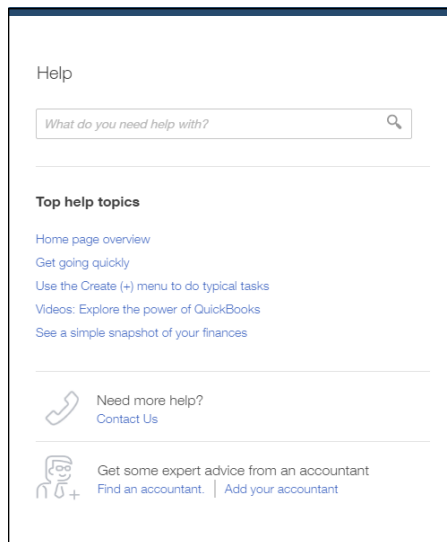 Help
What do you need help with?
Top help topics
Home page overview
Get going quickly
Use the Create (+) menu to do typical tasks
Videos: Explore the power of QuickBooks
See a simple snapshot of your finances
Need more help?
Contact Us
Get some expert advice from an accountant
Find an accountant. | Add your accountant